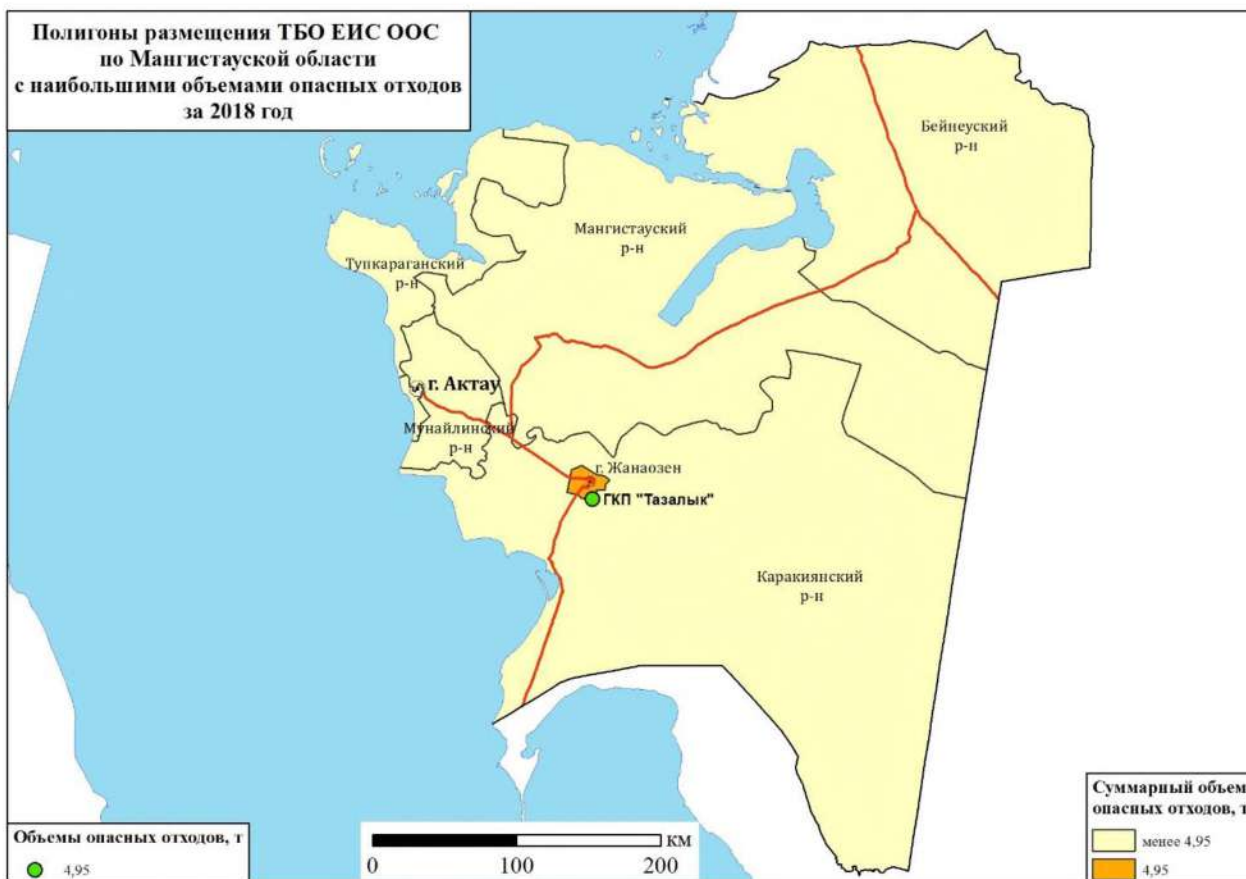 Полигоны размещения ТБО ЕИС ООС
по Мангистауской области
с наибольшими объемами опасных отходов
за 2018 год
Бейнеуский
р-н
Мангистауский
р-н
Тупкараганский
р-н
г. Актау
Мунайлинский
р-н
г. Жанаозен
ГКП "Тазалык"
Каракиянский
р-н
Объемы опасных отходов, т
4,95
км
0 100 200
Суммарный объем
опасных отходов, т
менее 4,95
4,95